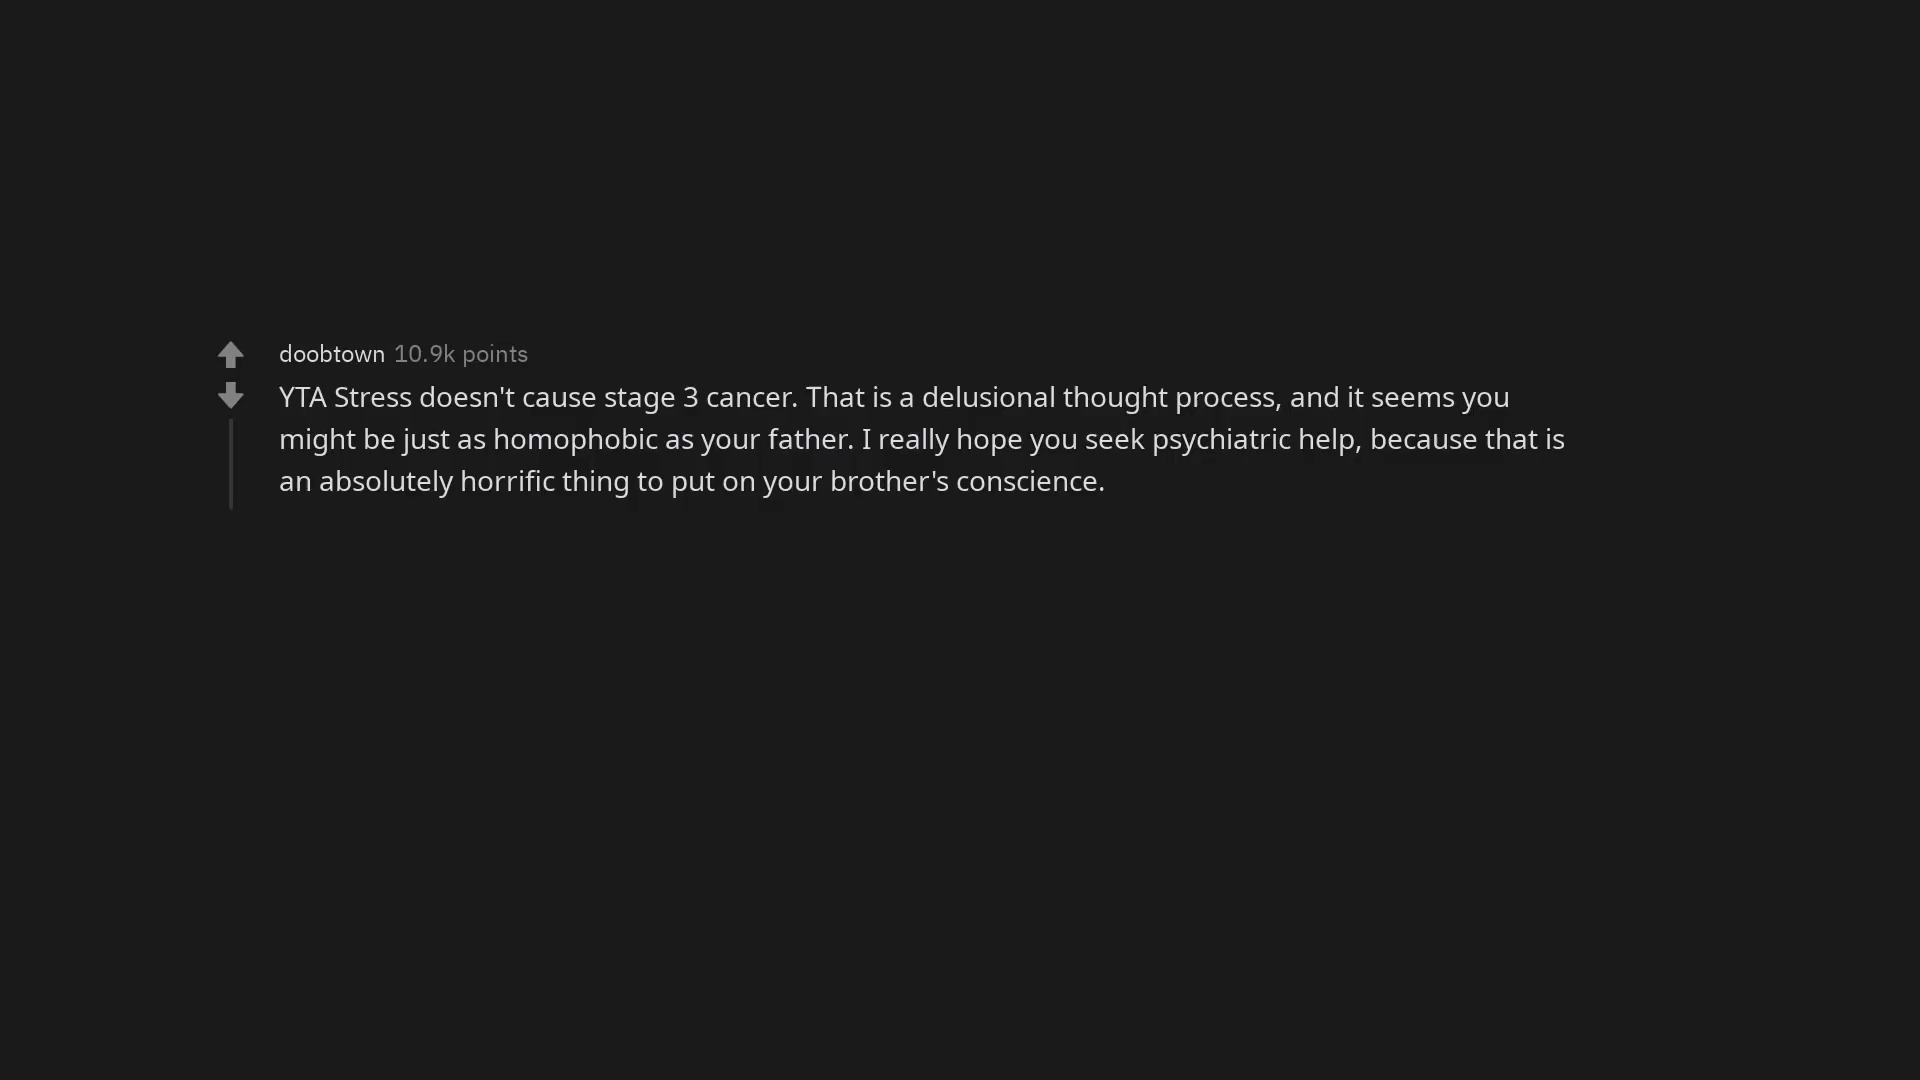 doobtown 10.9k points
YTA Stress doesn't cause stage 3 cancer. That is a delusional thought process, and it seems you
might be just as homophobic as your father. I really hope you seek psychiatric help, because that is
an absolutely horrific thing to put on your brother's conscience.